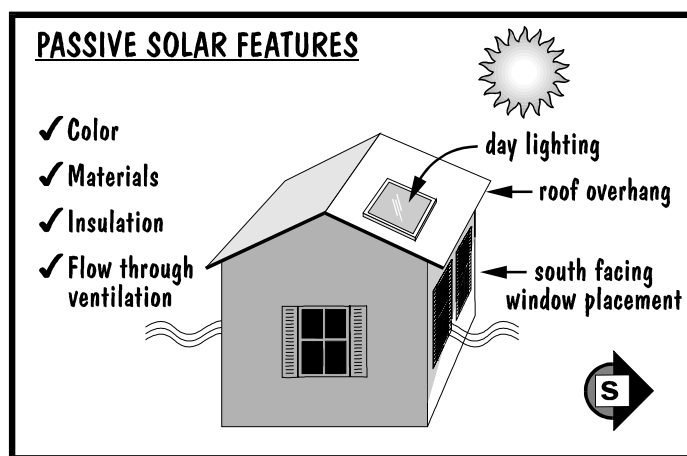 PASSIVE SOLAR FEATURES
✓ Color
✓ Materials
✓ Insulation
✓ Flow through
ventilation
day lighting
roof overhang
south facing
window placement
S